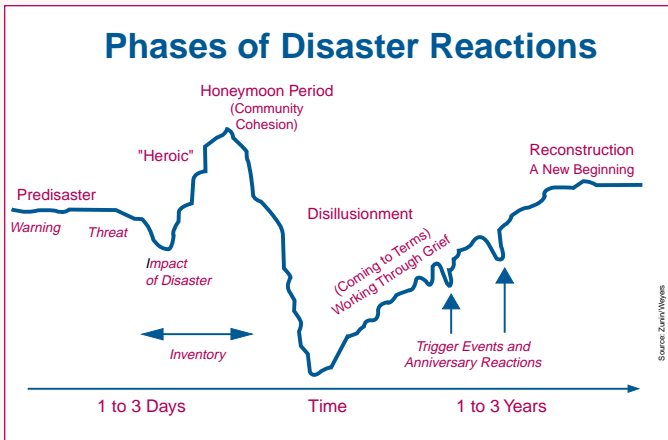 Phases of Disaster Reactions
Honeymoon Period
(Community
Cohesion)
"Heroic"
Reconstruction
A New Beginning
Predisaster
Warning
Threat
Disillusionment
Impact
of Disaster
(Coming to Terms)
Working Through Grief
Inventory
Trigger Events and
Anniversary Reactions
1 to 3 Days
Time
1 to 3 Years
Source: Zunin/Meyers